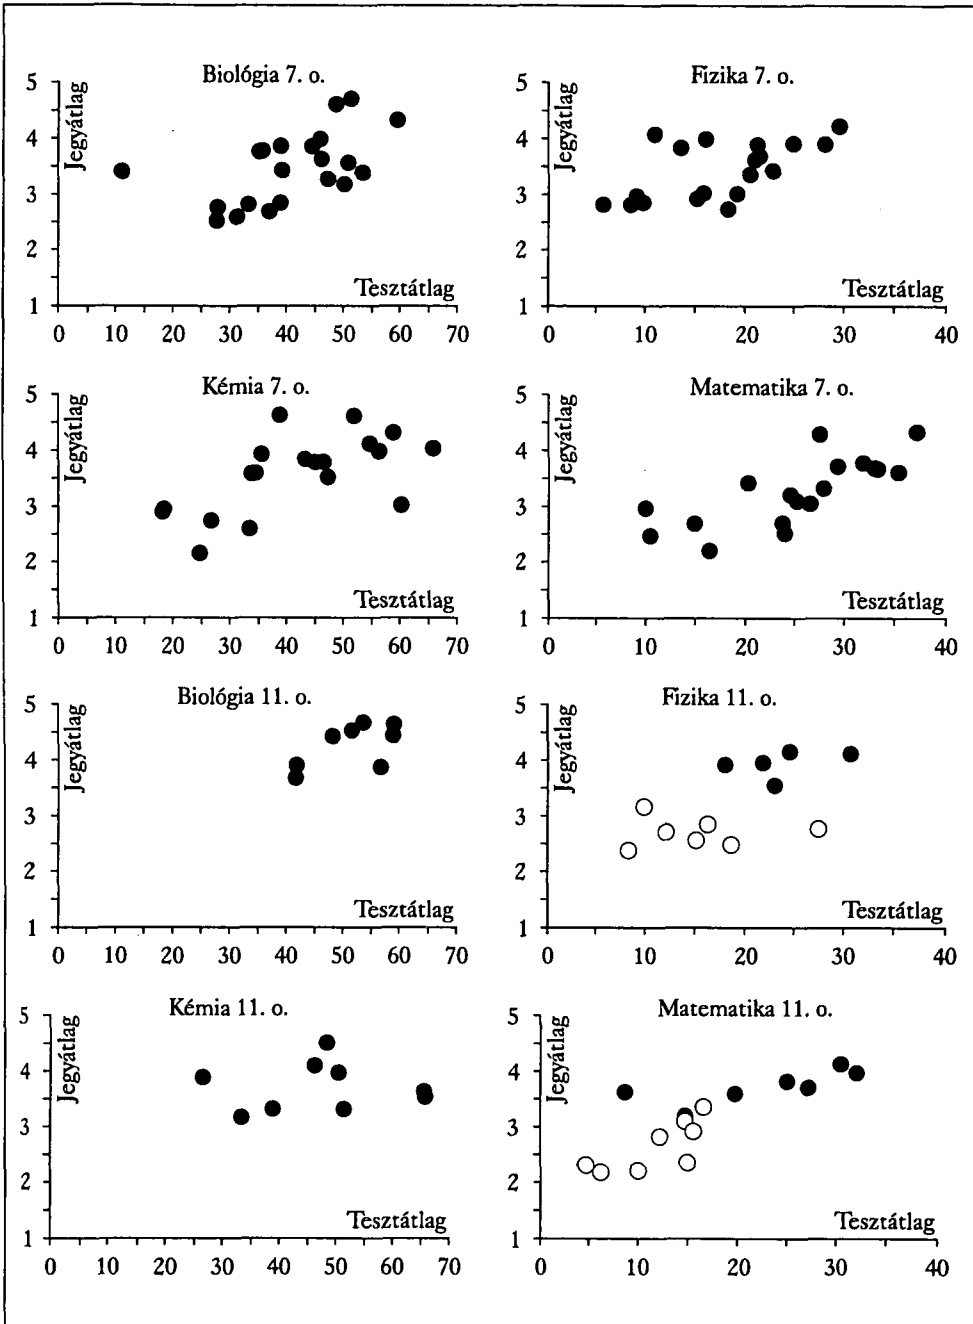 Biológia 7. o.
Jegyátlag
5
4
3
2
1
Tesztátlag
0 10 20 30 40 50 60 70
Fizika 7. o.
Jegyátlag
5
4
3
2
1
Tesztátlag
0 10 20 30 40
Kémia 7. o.
Jegyátlag
5
4
3
2
1
Tesztátlag
0 10 20 30 40 50 60 70
Matematika 7. o.
Jegyátlag
5
4
3
2
1
Tesztátlag
0 10 20 30 40
Biológia 11. o.
Jegyátlag
5
4
3
2
1
Tesztátlag
0 10 20 30 40 50 60 70
Fizika 11. o.
Jegyátlag
5
4
3
2
1
Tesztátlag
0 10 20 30 40
Kémia 11. o.
Jegyátlag
5
4
3
2
1
Tesztátlag
0 10 20 30 40 50 60 70
Matematika 11. o.
Jegyátlag
5
4
3
2
1
Tesztátlag
0 10 20 30 40